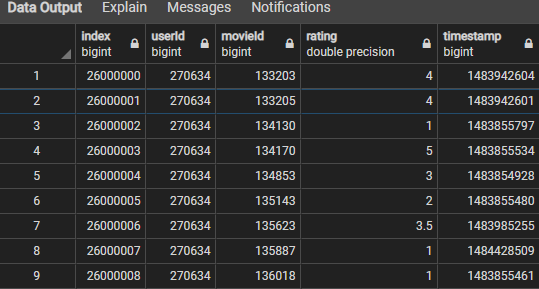 Data Output Explain Messages Notifications
index userId movieId rating timestamp
bigint bigint bigint double precision bigint
1 26000000 270634 133203 4 1483942604
2 26000001 270634 133205 4 1483942601
3 26000002 270634 134130 1 1483855797
4 26000003 270634 134170 5 1483855534
5 26000004 270634 134853 3 1483854928
6 26000005 270634 135143 2 1483855480
7 26000006 270634 135623 3.5 1483985255
8 26000007 270634 135887 1 1484428509
9 26000008 270634 136018 1 1483855461